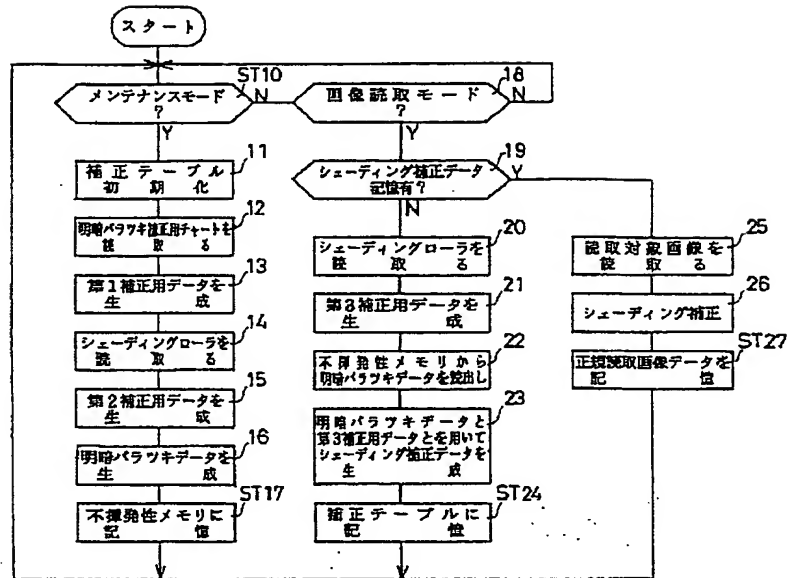 スタート
ST10
メンテナンスモード
?
N
Y
11
補正テーブル
初期化
12
明暗バラツキ補正用チャートを
読取る
13
第1補正用データを
生成
14
シェーディングローラを
読取る
15
第2補正用データを
生成
16
明暗バラツキデータを
生成
ST17
不揮発性メモリに
記憶
18
画像読取モード
?
N
Y
19
シェーディング補正データ
記憶有?
Y
N
20
シェーディングローラを
読取る
21
第3補正用データを
生成
22
不揮発性メモリから
明暗バラツキデータを読出し
23
明暗バラツキデータと
第3補正用データとを用いて
シェーディング補正データを
生成
ST24
補正テーブルに
記憶
25
読取対象画像を
読取る
26
シェーディング補正
ST27
正規読取画像データを
記憶